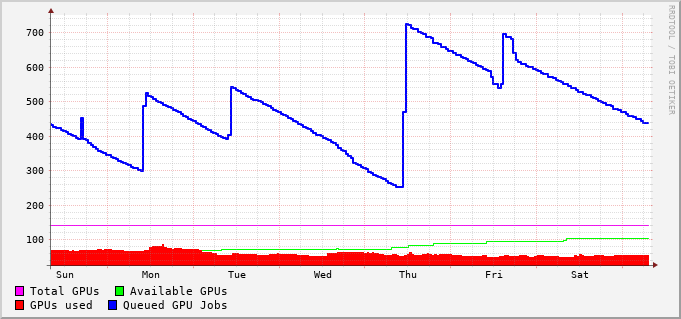 700
600
500
400
300
200
100
Sun Mon Tue Wed Thu Fri Sat
Total GPUs Available GPUs
GPUs used Queued GPU Jobs
RRDTOOL / TOBI OETIKER